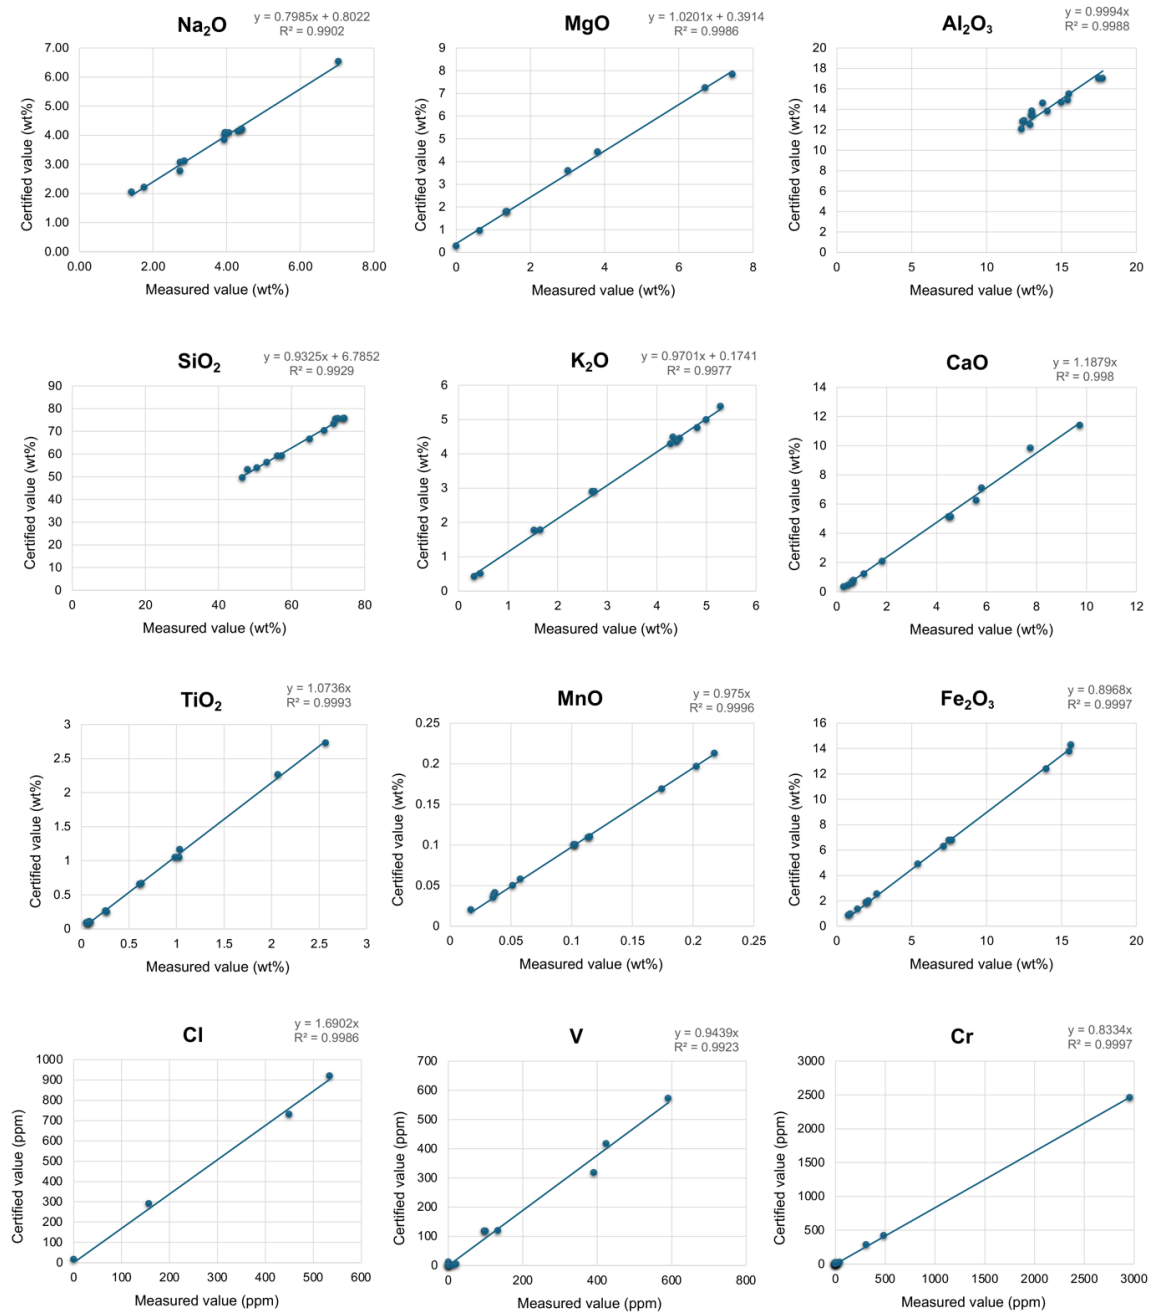 Na₂O
y = 0.7985x + 0.8022
R² = 0.9902
Certified value (wt%)
7.00
6.00
5.00
4.00
3.00
2.00
1.00
0.00
0.00 2.00 4.00 6.00 8.00
Measured value (wt%)
MgO
y = 1.0201x + 0.3914
R² = 0.9986
Certified value (wt%)
9
8
7
6
5
4
3
2
1
0
0 2 4 6 8
Measured value (wt%)
Al₂O₃
y = 0.9994x
R² = 0.9988
Certified value (wt%)
20
18
16
14
12
10
8
6
4
2
0
0 5 10 15 20
Measured value (wt%)
SiO₂
y = 0.9325x + 6.7852
R² = 0.9929
Certified value (wt%)
90
80
70
60
50
40
30
20
10
0
0 20 40 60 80
Measured value (wt%)
K₂O
y = 0.9701x + 0.1741
R² = 0.9977
Certified value (wt%)
6
5
4
3
2
1
0
0 1 2 3 4 5 6
Measured value (wt%)
CaO
y = 1.1879x
R² = 0.998
Certified value (wt%)
14
12
10
8
6
4
2
0
0 2 4 6 8 10 12
Measured value (wt%)
TiO₂
y = 1.0736x
R² = 0.9993
Certified value (wt%)
3
2.5
2
1.5
1
0.5
0
0 0.5 1 1.5 2 2.5 3
Measured value (wt%)
MnO
y = 0.975x
R² = 0.9996
Certified value (wt%)
0.25
0.2
0.15
0.1
0.05
0
0 0.05 0.1 0.15 0.2 0.25
Measured value (wt%)
Fe₂O₃
y = 0.8968x
R² = 0.9997
Certified value (wt%)
16
14
12
10
8
6
4
2
0
0 5 10 15 20
Measured value (wt%)
Cl
y = 1.6902x
R² = 0.9986
Certified value (ppm)
1000
900
800
700
600
500
400
300
200
100
0
0 100 200 300 400 500 600
Measured value (ppm)
V
y = 0.9439x
R² = 0.9923
Certified value (ppm)
700
600
500
400
300
200
100
0
0 200 400 600 800
Measured value (ppm)
Cr
y = 0.8334x
R² = 0.9997
Certified value (ppm)
3000
2500
2000
1500
1000
500
0
0 500 1000 1500 2000 2500 3000
Measured value (ppm)